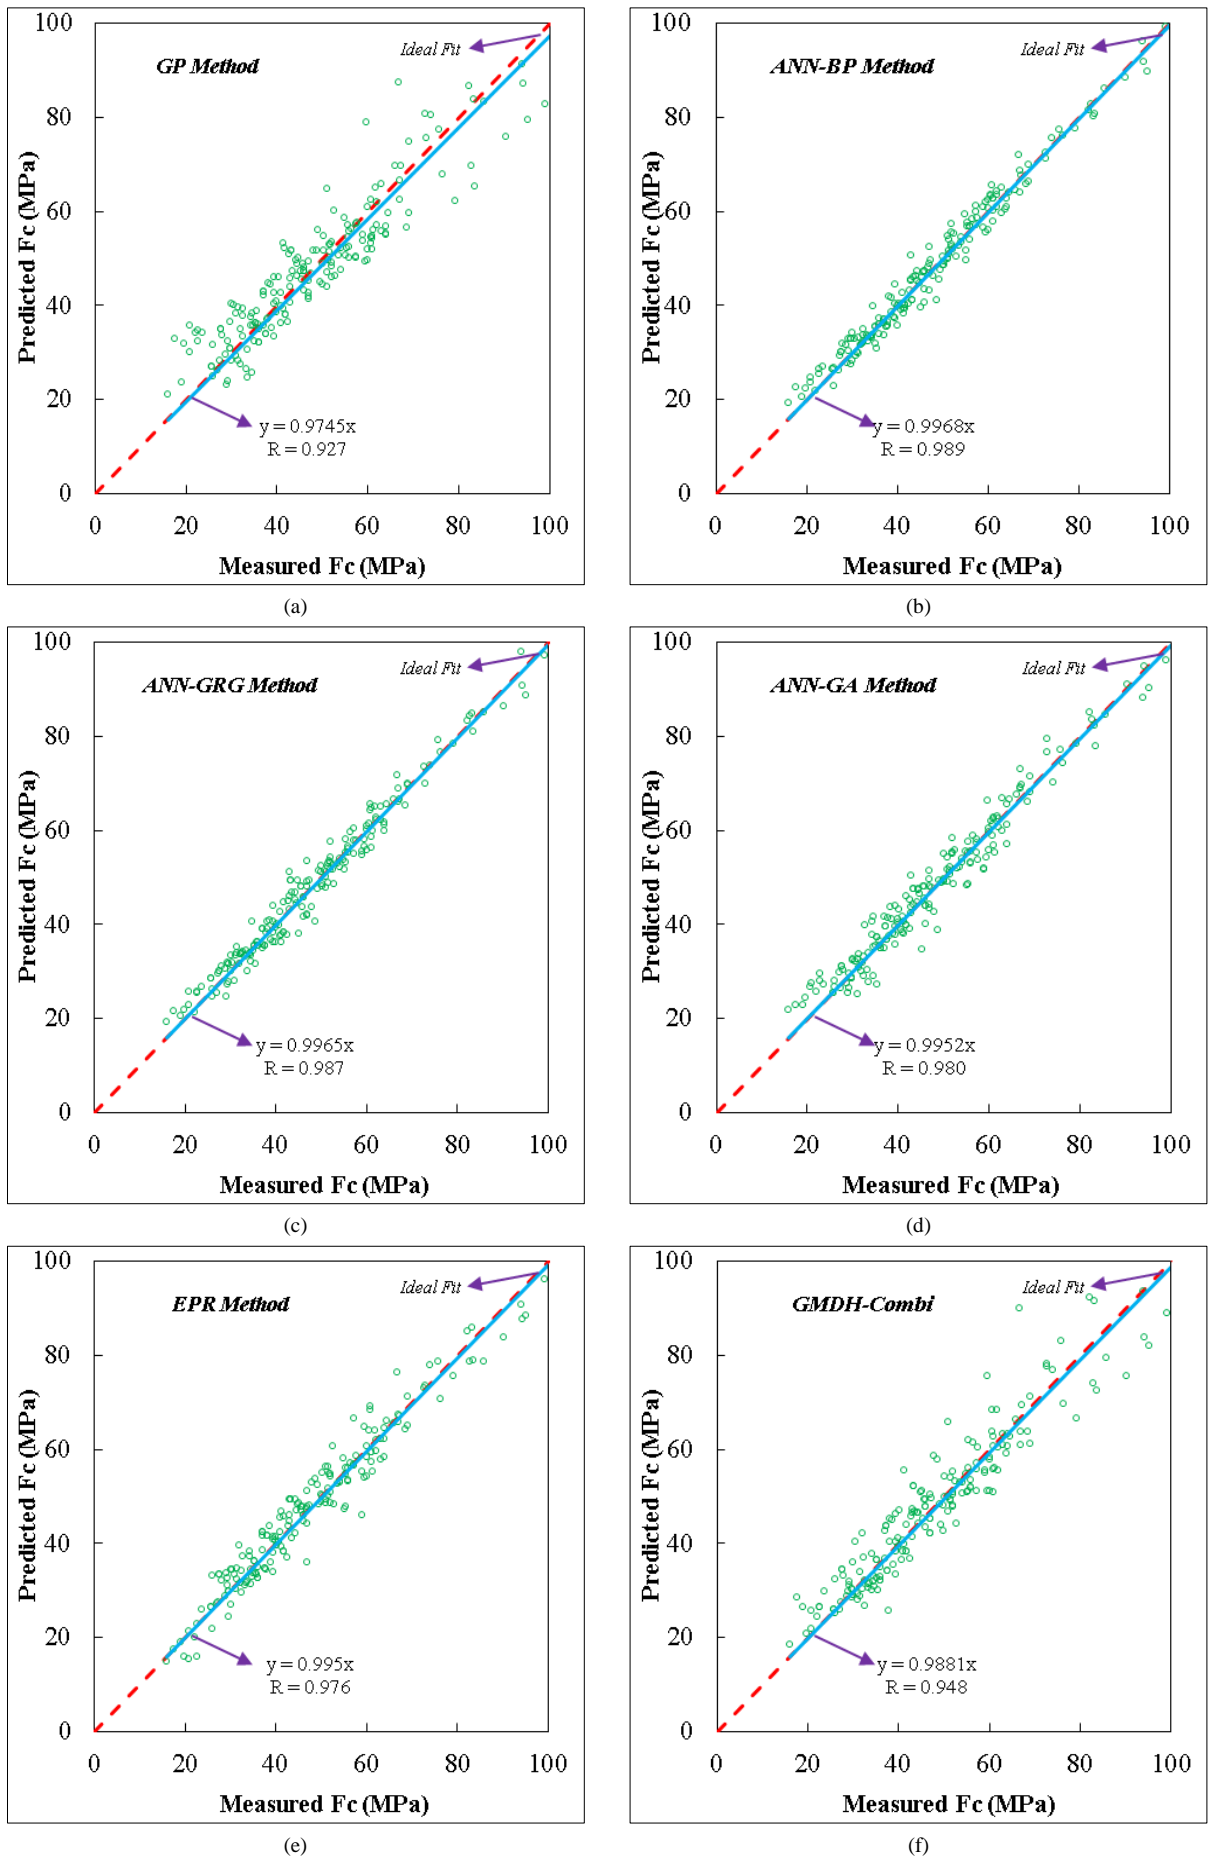 100
80
60
40
20
0
Predicted Fc (MPa)
GP Method
Ideal Fit
y = 0.9745x
R = 0.927
0 20 40 60 80 100
Measured Fc (MPa)
(a)
100
80
60
40
20
0
Predicted Fc (MPa)
ANN-BP Method
Ideal Fit
y = 0.9968x
R = 0.989
0 20 40 60 80 100
Measured Fc (MPa)
(b)
100
80
60
40
20
0
Predicted Fc (MPa)
ANN-GRG Method
Ideal Fit
y = 0.9965x
R = 0.987
0 20 40 60 80 100
Measured Fc (MPa)
(c)
100
80
60
40
20
0
Predicted Fc (MPa)
ANN-GA Method
Ideal Fit
y = 0.9952x
R = 0.980
0 20 40 60 80 100
Measured Fc (MPa)
(d)
100
80
60
40
20
0
Predicted Fc (MPa)
EPR Method
Ideal Fit
y = 0.995x
R = 0.976
0 20 40 60 80 100
Measured Fc (MPa)
(e)
100
80
60
40
20
0
Predicted Fc (MPa)
GMDH-Combi
Ideal Fit
y = 0.9881x
R = 0.948
0 20 40 60 80 100
Measured Fc (MPa)
(f)